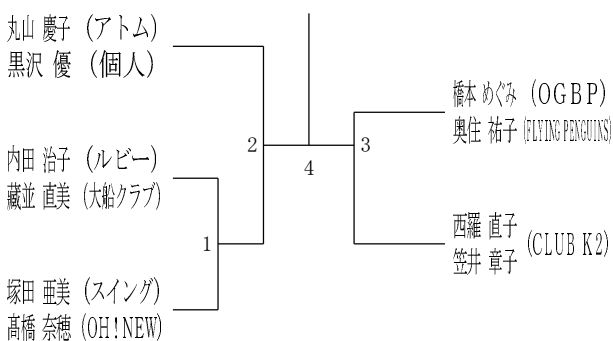 丸山 慶子 (アトム)
黒沢 優 (個人)
内田 治子 (ルビー)
藏並 直美 (大船クラブ)
塚田 亜美 (スイング)
髙橋 奈穂 (OH!NEW)
1
2
4
3
橋本 めぐみ (OGBP)
奥住 祐子 (FLYING PENGUINS)
西羅 直子
笠井 章子
(CLUB K2)